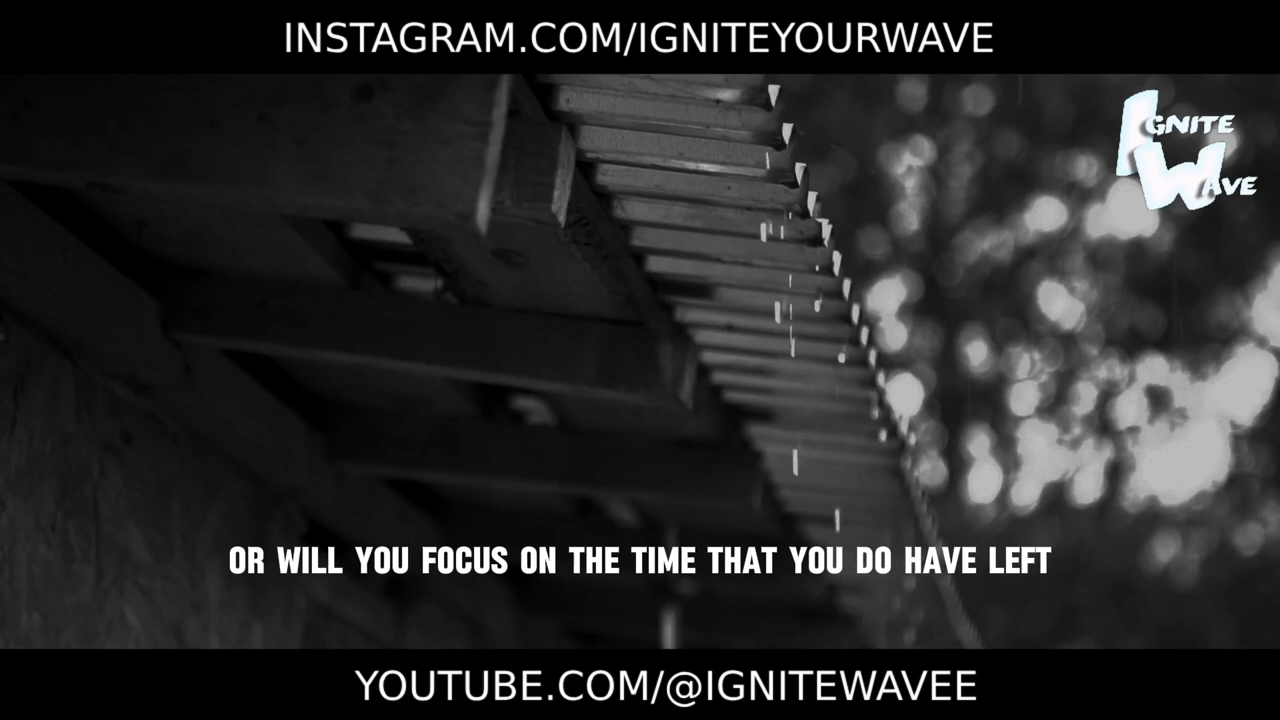 INSTAGRAM.COM/IGNITEYOURWAVE
IGNITE
WAVE
OR WILL YOU FOCUS ON THE TIME THAT YOU DO HAVE LEFT
YOUTUBE.COM/@IGNITEWAVEE